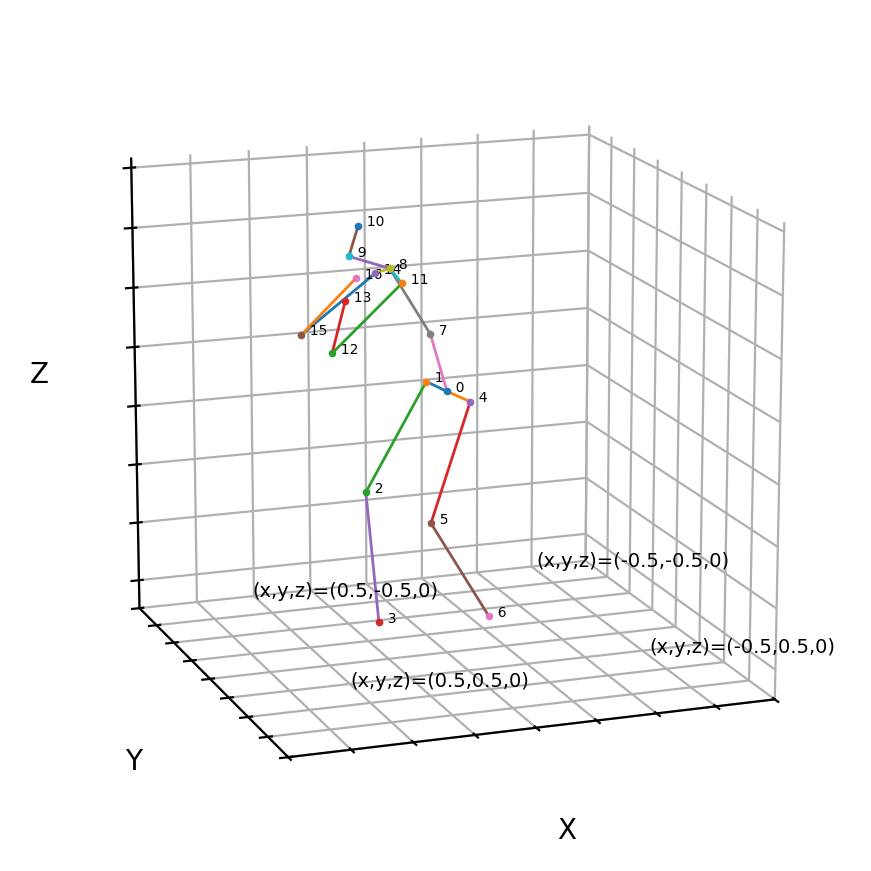 10
9
8
16
14
11
13
15
7
12
1
0
4
Z
2
5
(x,y,z)=(-0.5,-0.5,0)
(x,y,z)=(0.5,-0.5,0)
6
3
(x,y,z)=(-0.5,0.5,0)
(x,y,z)=(0.5,0.5,0)
Y
X